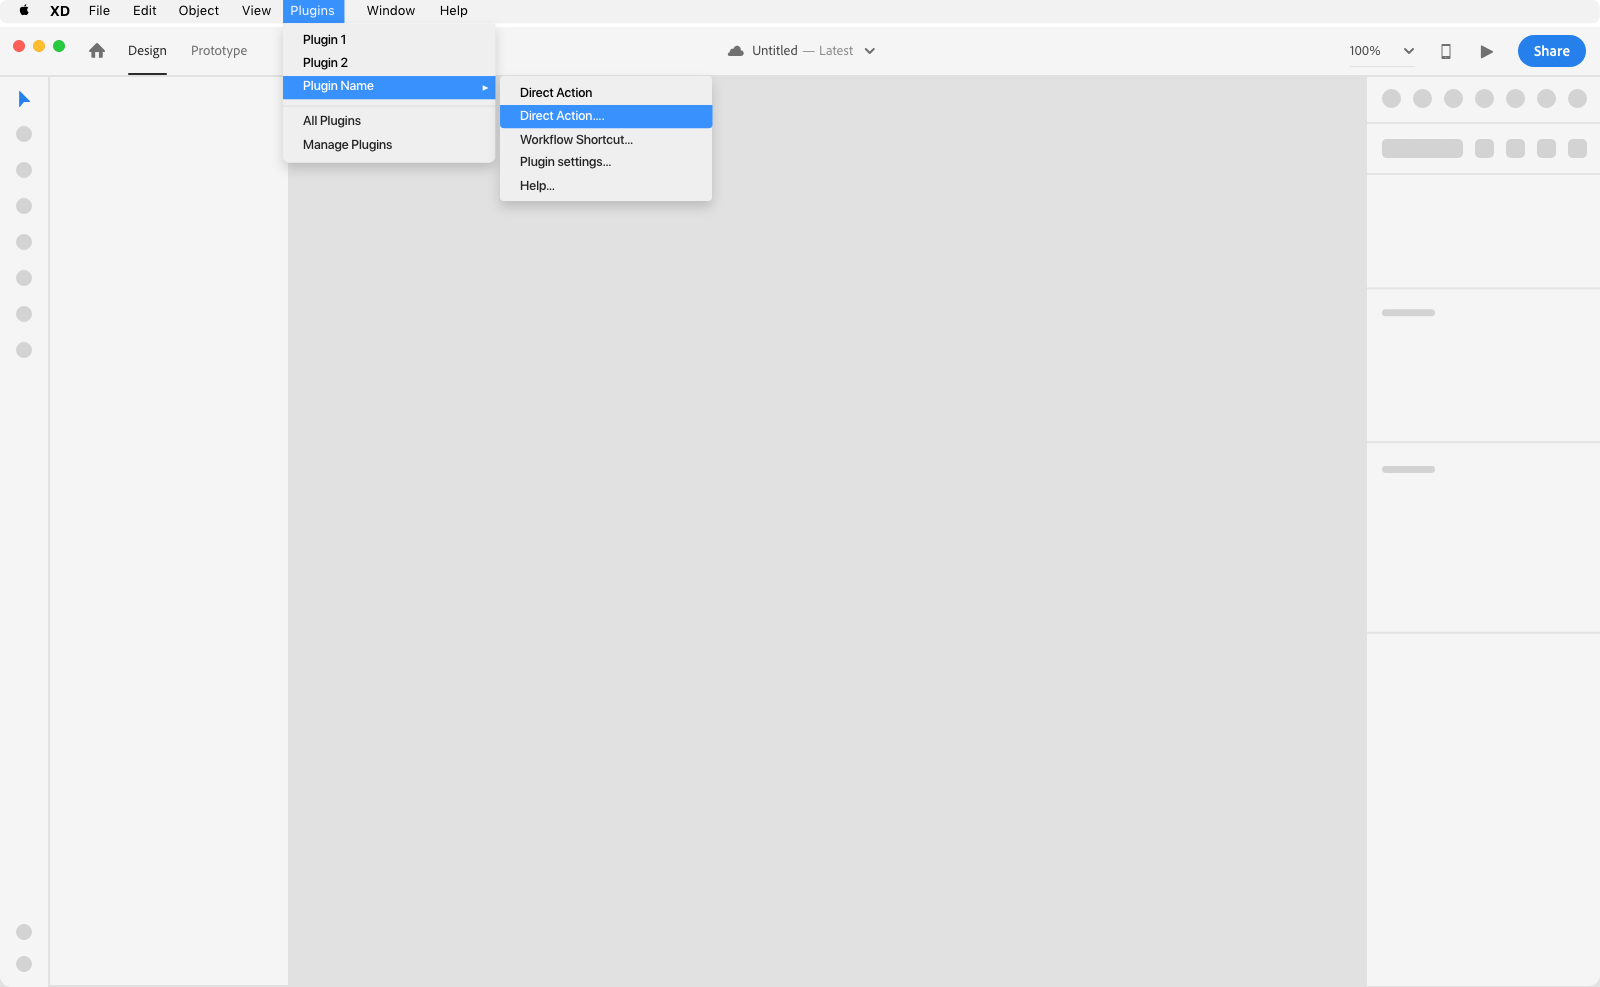 XD File Edit Object View Plugins Window Help
Design Prototype
Untitled — Latest
100%
Share
Plugin 1
Plugin 2
Plugin Name
All Plugins
Manage Plugins
Direct Action
Direct Action....
Workflow Shortcut...
Plugin settings...
Help...